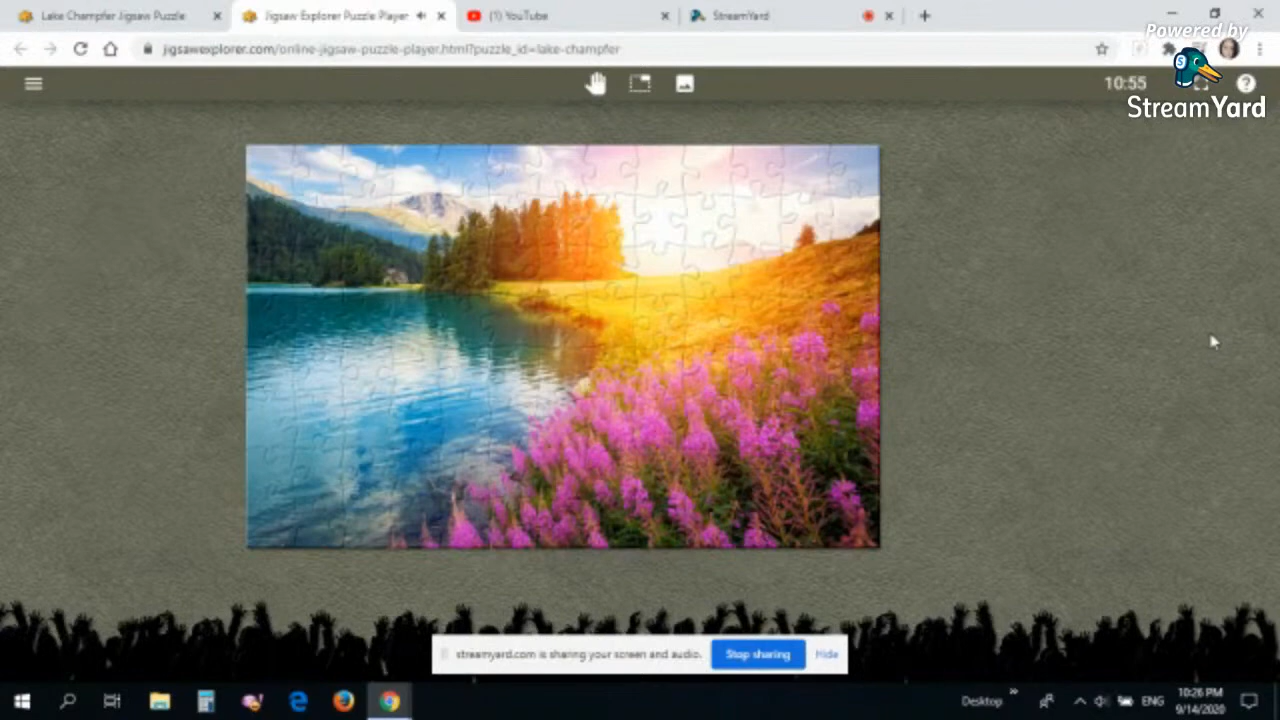 Lake Champfer Jigsaw Puzzle
Jigsaw Explorer Puzzle Player
(1) YouTube
StreamYard
Powered by
jigsawexplorer.com/online-jigsaw-puzzle-player.html?puzzle_id=lake-champfer
10:55
StreamYard
streamyard.com is sharing your screen and audio.
Stop sharing
Hide
Desktop
ENG
10:26 PM
9/14/2020